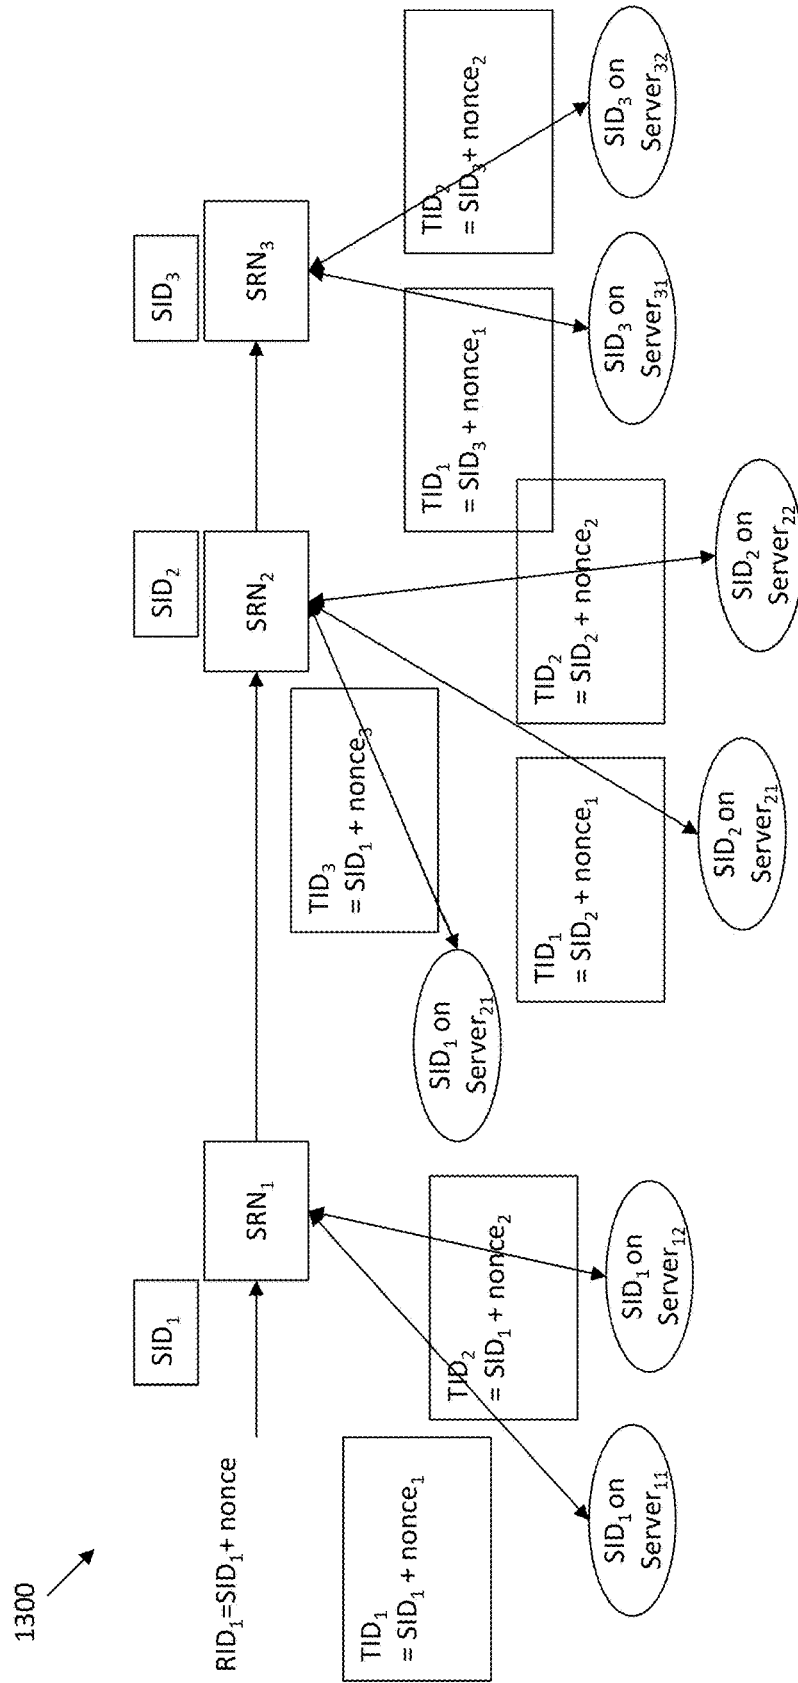 1300
RID₁=SID₁+ nonce
SID₁
SRN₁
SID₂
SRN₂
SID₃
SRN₃
TID₁
= SID₁ + nonce₁
TID₂
= SID₁ + nonce₂
SID₁ on
Server₁₁
SID₁ on
Server₁₂
TID₃
= SID₁ + nonce₃
SID₁ on
Server₂₁
TID₁
= SID₂ + nonce₁
TID₂
= SID₂ + nonce₂
SID₂ on
Server₂₁
SID₂ on
Server₂₂
TID₁
= SID₃ + nonce₁
TID₂
= SID₃ + nonce₂
SID₃ on
Server₃₁
SID₃ on
Server₃₂